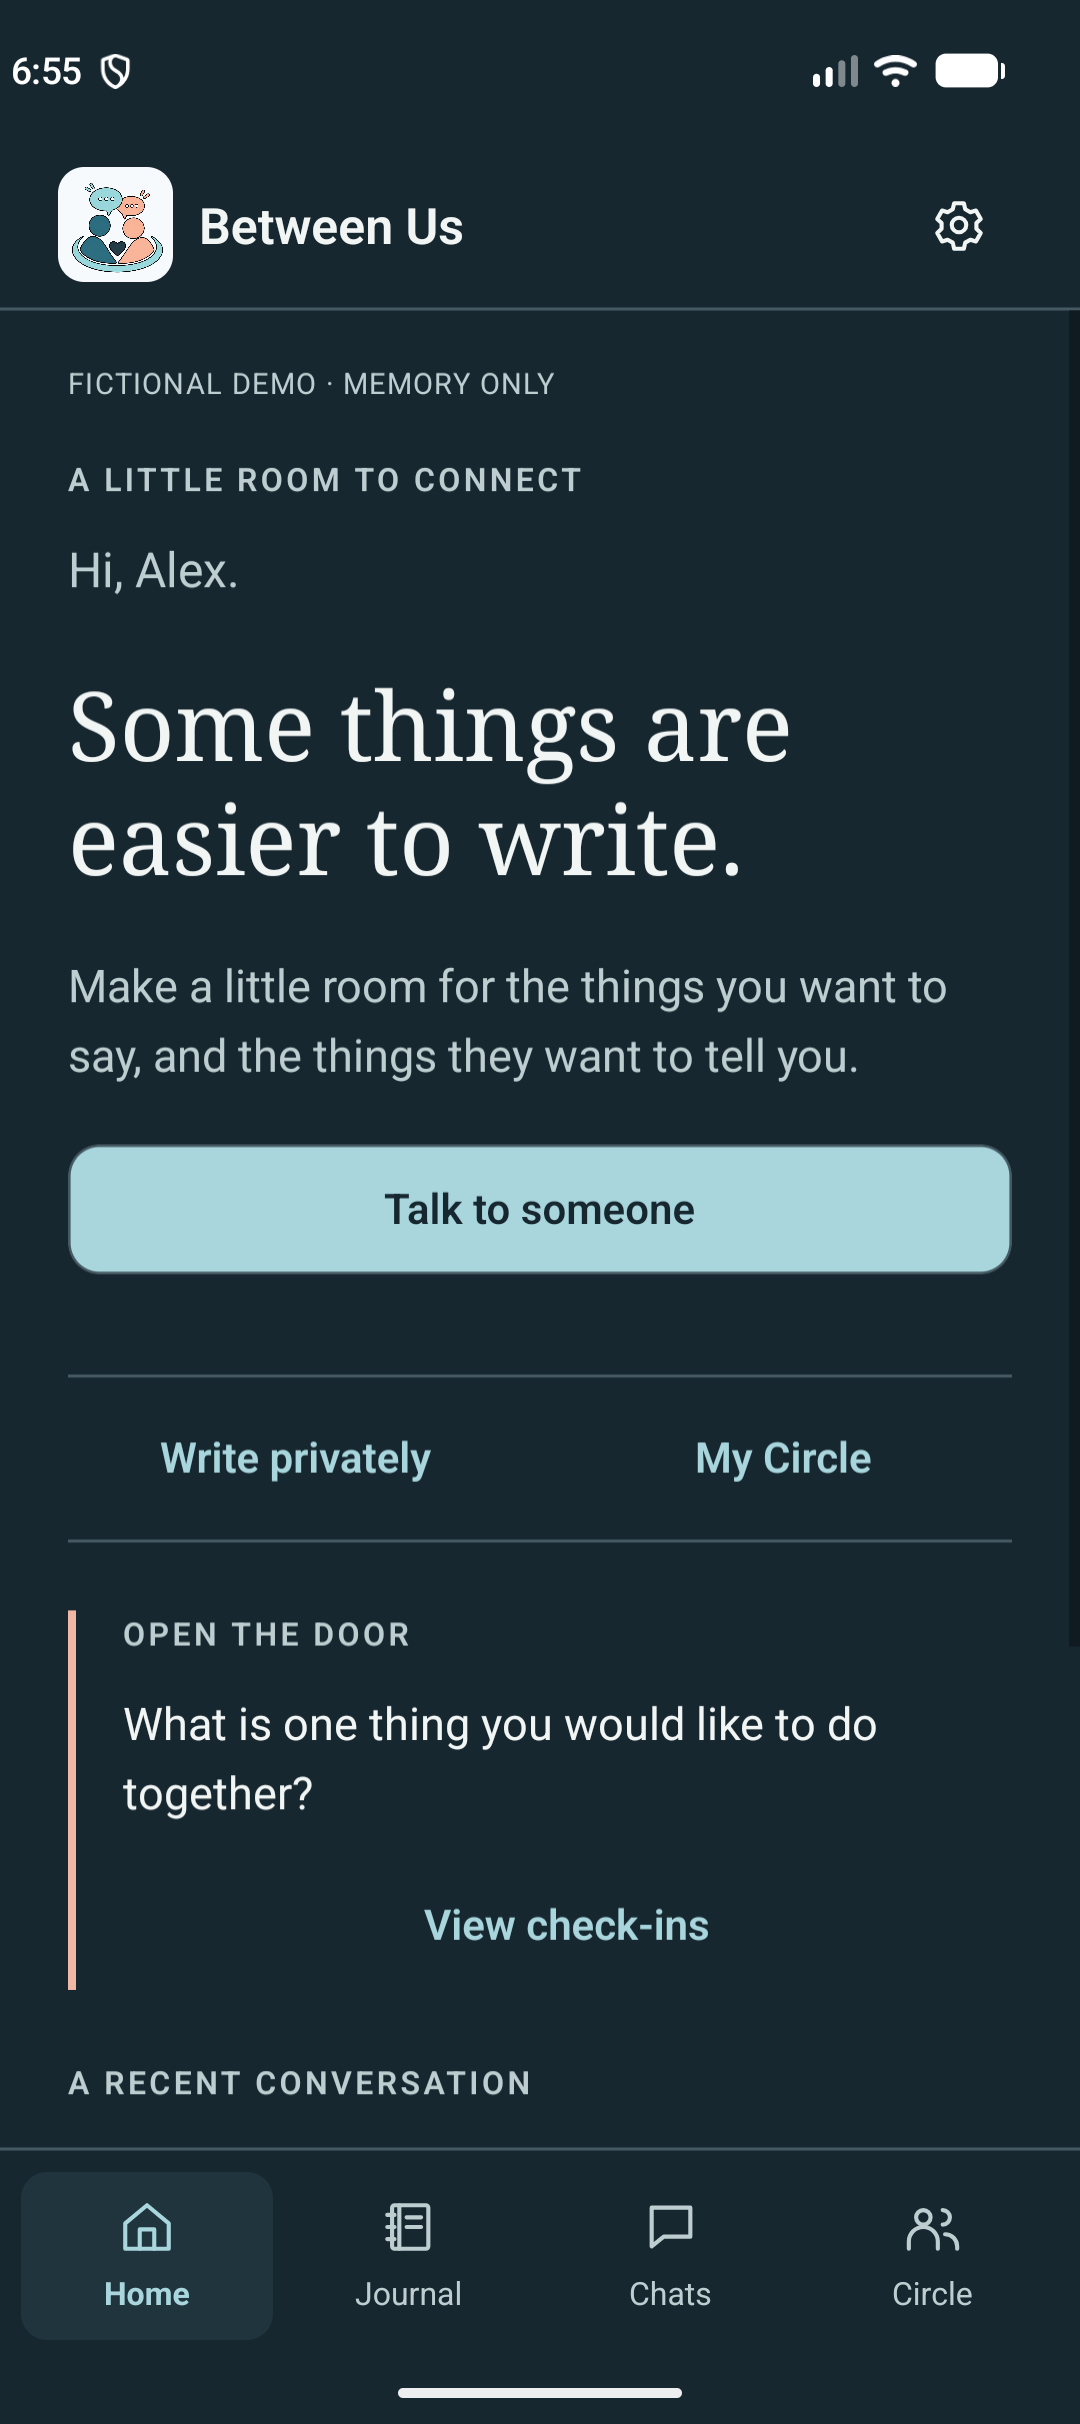 6:55
Between Us
FICTIONAL DEMO · MEMORY ONLY
A LITTLE ROOM TO CONNECT
Hi, Alex.
Some things are
easier to write.
Make a little room for the things you want to
say, and the things they want to tell you.
Talk to someone
Write privately
My Circle
OPEN THE DOOR
What is one thing you would like to do
together?
View check-ins
A RECENT CONVERSATION
Home
Journal
Chats
Circle